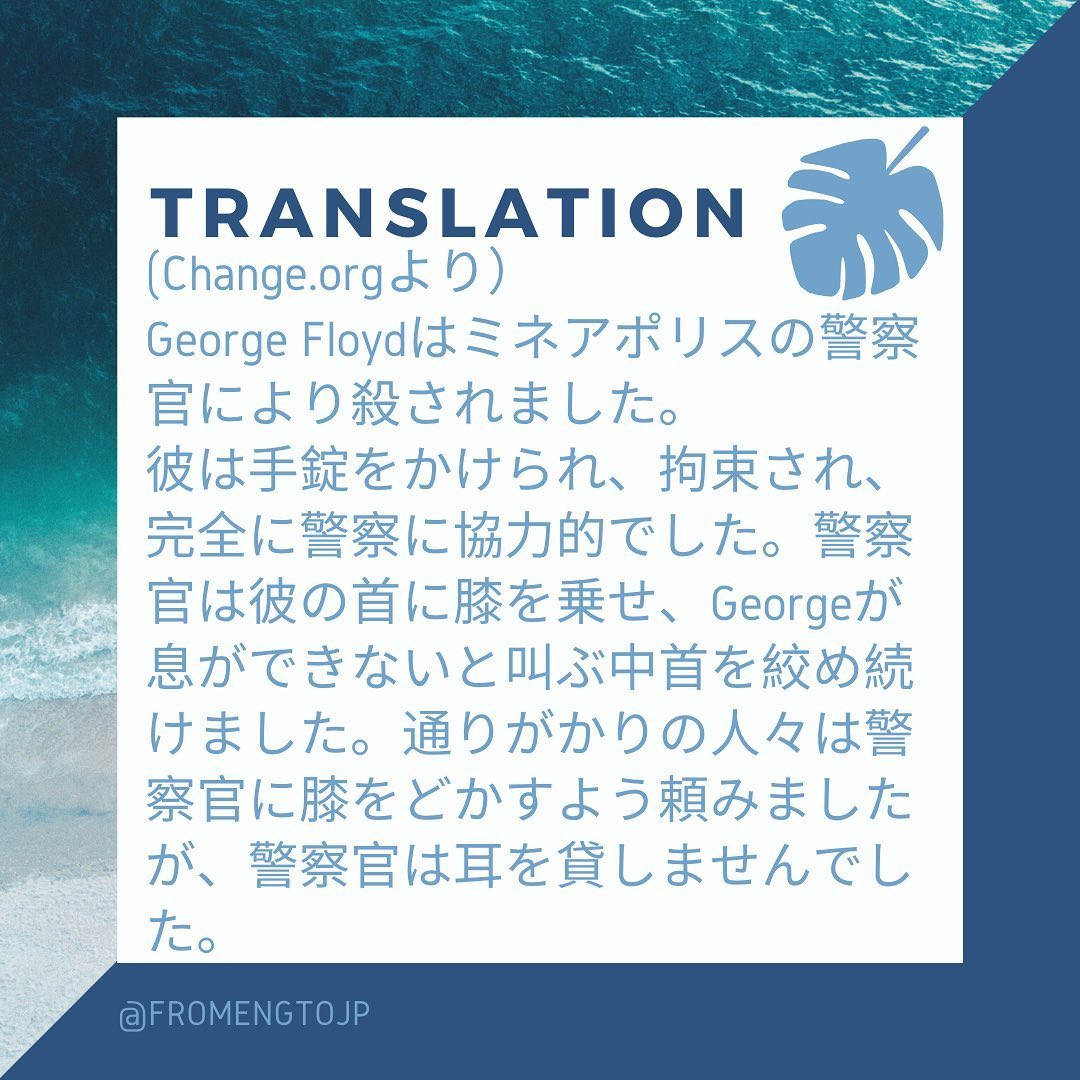 TRANSLATION
(Change.orgより）
George Floydはミネアポリスの警察
官により殺されました。
彼は手錠をかけられ、拘束され、
完全に警察に協力的でした。警察
官は彼の首に膝を乗せ、Georgeが
息ができないと叫ぶ中首を絞め続
けました。通りがかりの人々は警
察官に膝をどかすよう頼みました
が、警察官は耳を貸しませんでし
た。
@FROMENGTOJP